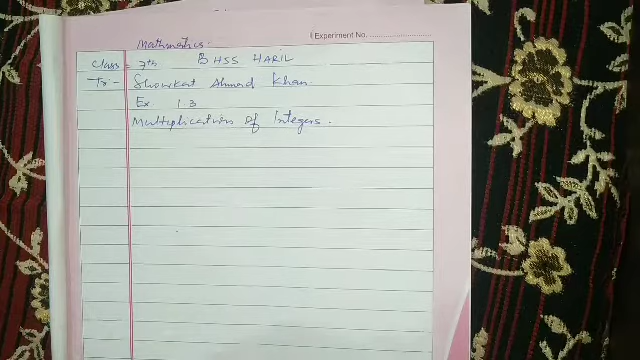 Experiment No.
Mathematics.
Class = 7th BHSS HARIL
Tr - Showkat Ahmad Khan
Ex 1.3
Multiplication of Integers.